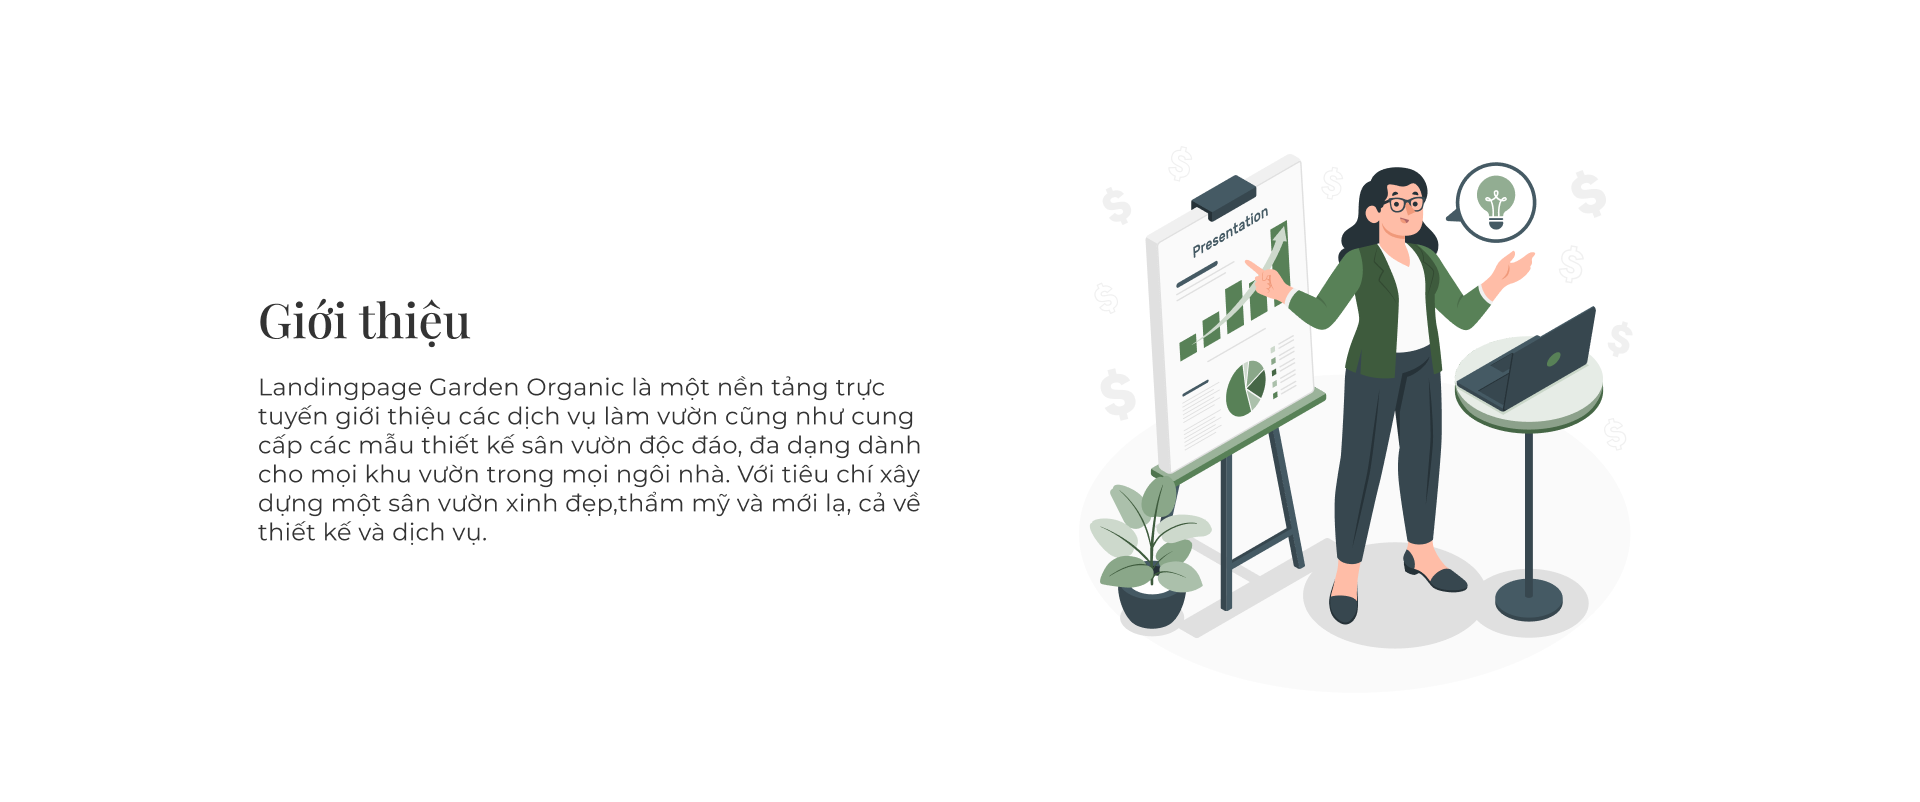 Giới thiệu
Landingpage Garden Organic là một nền tảng trực
tuyến giới thiệu các dịch vụ làm vườn cũng như cung
cấp các mẫu thiết kế sân vườn độc đáo, đa dạng dành
cho mọi khu vườn trong mọi ngôi nhà. Với tiêu chí xây
dựng một sân vườn xinh đẹp,thẩm mỹ và mới lạ, cả về
thiết kế và dịch vụ.
Presentation